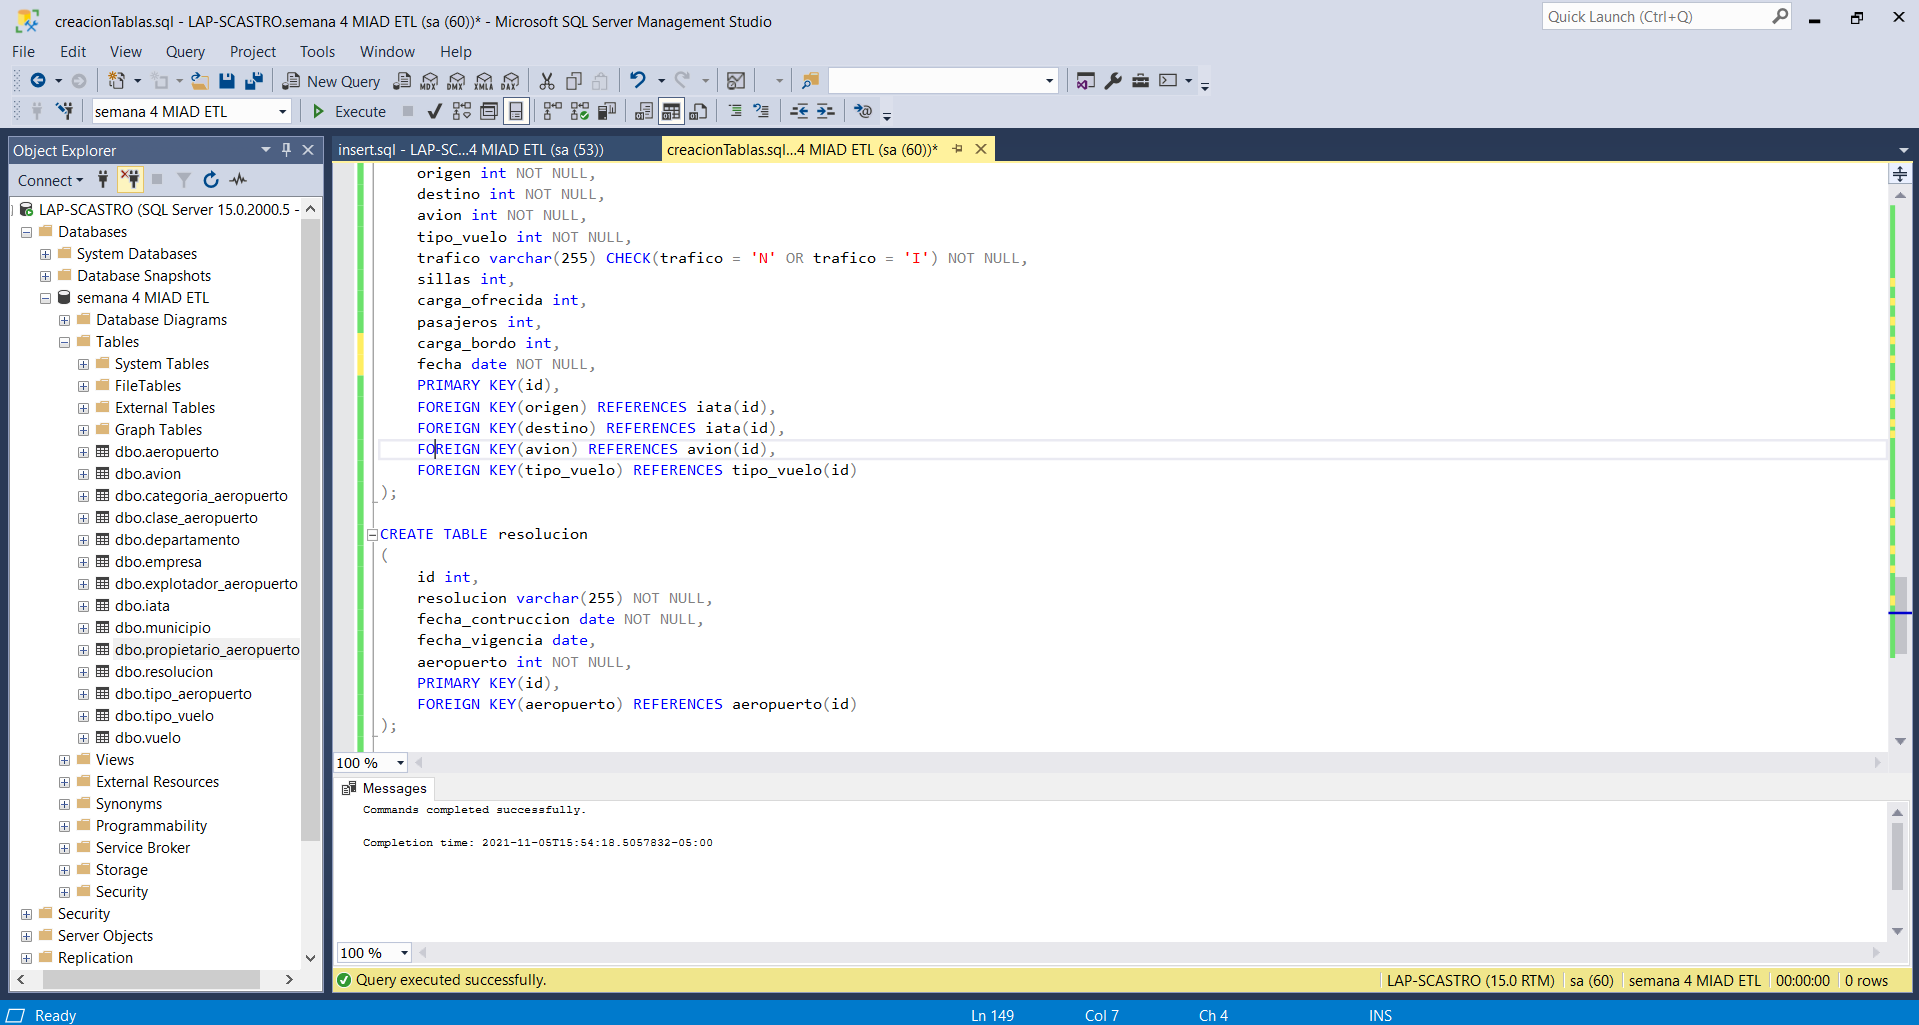 creacionTablas.sql - LAP-SCASTRO.semana 4 MIAD ETL (sa (60))* - Microsoft SQL Server Management Studio
Quick Launch (Ctrl+Q)
File Edit View Query Project Tools Window Help
New Query MDX DMX XMLA DAX
semana 4 MIAD ETL Execute
Object Explorer
Connect
LAP-SCASTRO (SQL Server 15.0.2000.5 -
Databases
System Databases
Database Snapshots
semana 4 MIAD ETL
Database Diagrams
Tables
System Tables
FileTables
External Tables
Graph Tables
dbo.aeropuerto
dbo.avion
dbo.categoria_aeropuerto
dbo.clase_aeropuerto
dbo.departamento
dbo.empresa
dbo.explotador_aeropuerto
dbo.iata
dbo.municipio
dbo.propietario_aeropuerto
dbo.resolucion
dbo.tipo_aeropuerto
dbo.tipo_vuelo
dbo.vuelo
Views
External Resources
Synonyms
Programmability
Service Broker
Storage
Security
Security
Server Objects
Replication
insert.sql - LAP-SC...4 MIAD ETL (sa (53))
creacionTablas.sql...4 MIAD ETL (sa (60))*
origen int NOT NULL,
destino int NOT NULL,
avion int NOT NULL,
tipo_vuelo int NOT NULL,
trafico varchar(255) CHECK(trafico = 'N' OR trafico = 'I') NOT NULL,
sillas int,
carga_ofrecida int,
pasajeros int,
carga_bordo int,
fecha date NOT NULL,
PRIMARY KEY(id),
FOREIGN KEY(origen) REFERENCES iata(id),
FOREIGN KEY(destino) REFERENCES iata(id),
FOREIGN KEY(avion) REFERENCES avion(id),
FOREIGN KEY(tipo_vuelo) REFERENCES tipo_vuelo(id)
);
CREATE TABLE resolucion
(
id int,
resolucion varchar(255) NOT NULL,
fecha_contruccion date NOT NULL,
fecha_vigencia date,
aeropuerto int NOT NULL,
PRIMARY KEY(id),
FOREIGN KEY(aeropuerto) REFERENCES aeropuerto(id)
);
100 %
Messages
Commands completed successfully.
Completion time: 2021-11-05T15:54:18.5057832-05:00
100 %
Query executed successfully.
LAP-SCASTRO (15.0 RTM) sa (60) semana 4 MIAD ETL 00:00:00 0 rows
Ready Ln 149 Col 7 Ch 4 INS